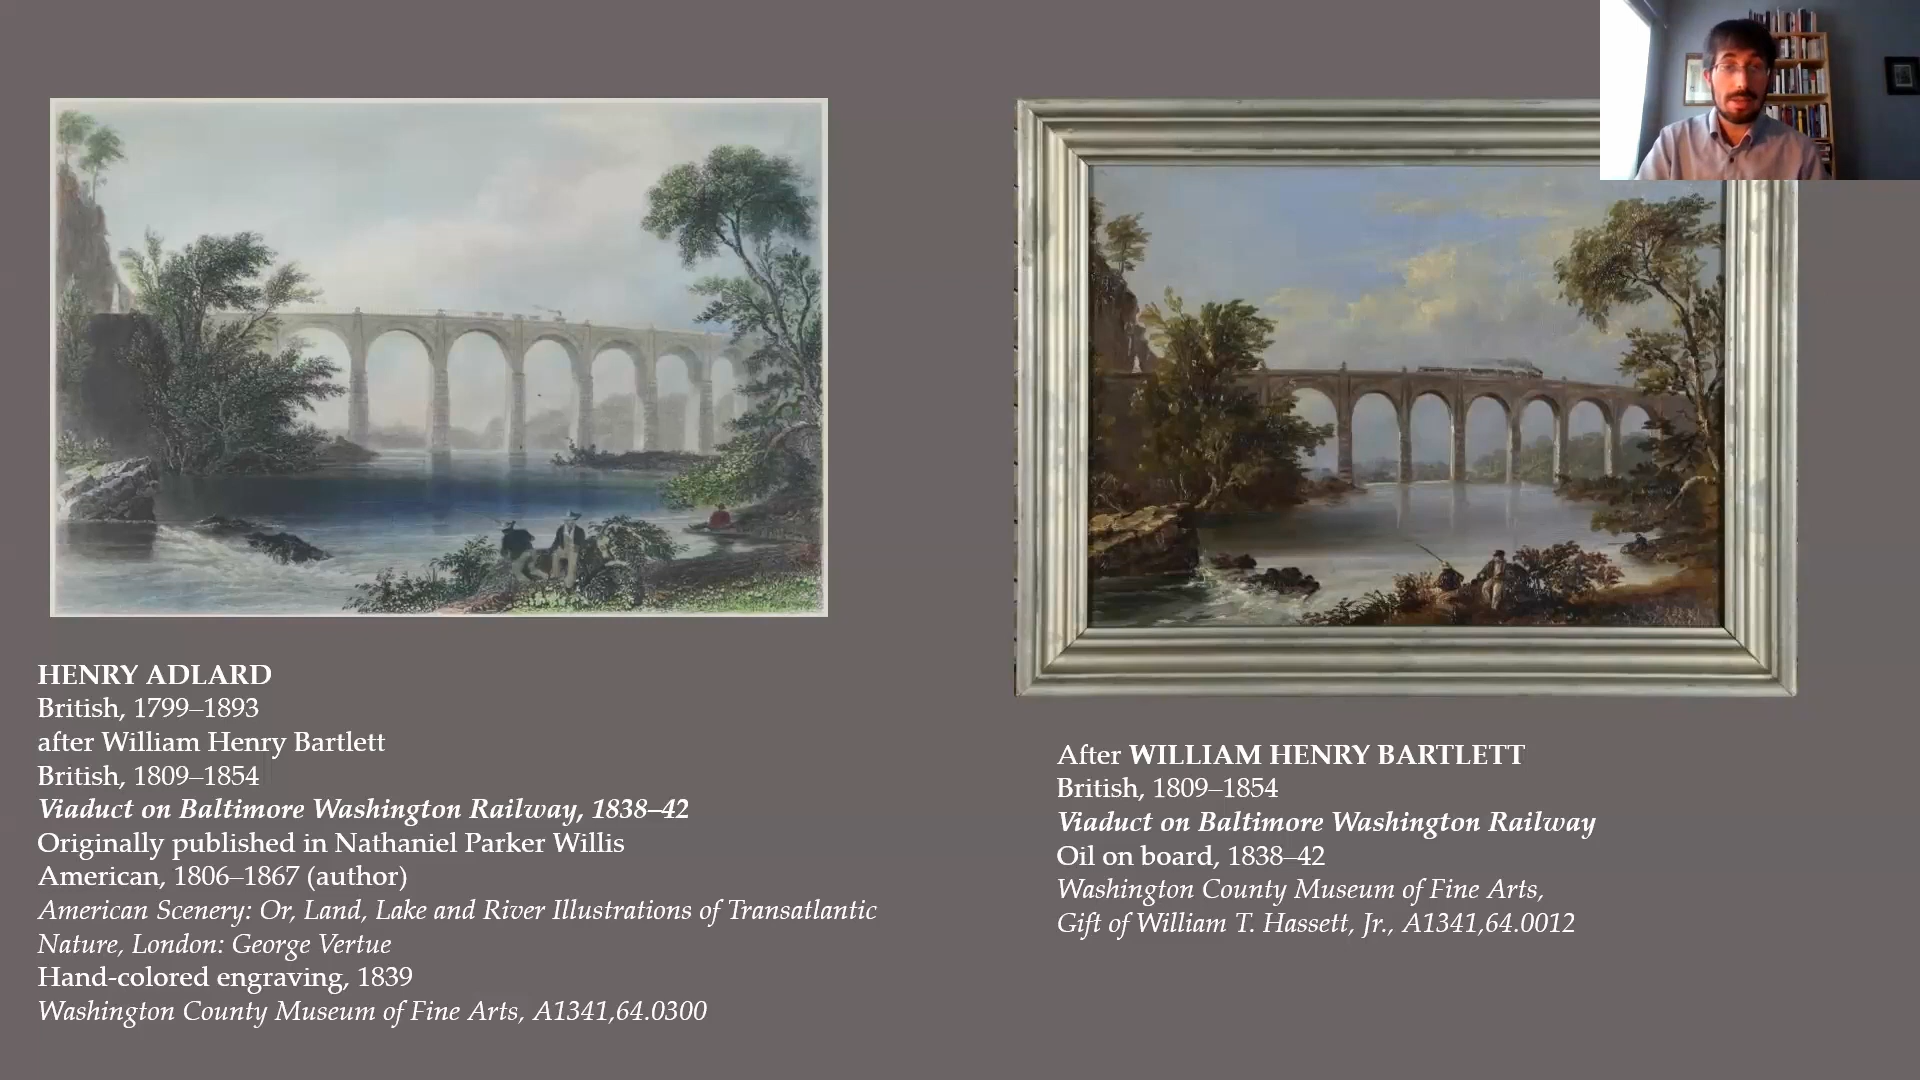 HENRY ADLARD
British, 1799–1893
after William Henry Bartlett
British, 1809–1854
Viaduct on Baltimore Washington Railway, 1838–42
Originally published in Nathaniel Parker Willis
American, 1806–1867 (author)
American Scenery: Or, Land, Lake and River Illustrations of Transatlantic
Nature, London: George Vertue
Hand-colored engraving, 1839
Washington County Museum of Fine Arts, A1341,64.0300
After WILLIAM HENRY BARTLETT
British, 1809–1854
Viaduct on Baltimore Washington Railway
Oil on board, 1838–42
Washington County Museum of Fine Arts,
Gift of William T. Hassett, Jr., A1341,64.0012